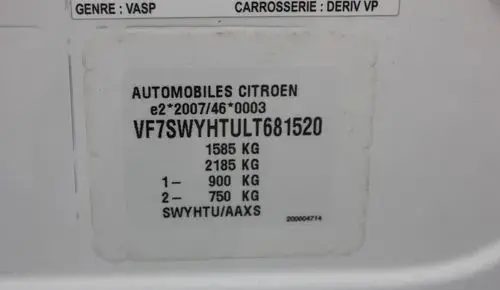 GENRE : VASP
CARROSSERIE : DERIV VP
AUTOMOBILES CITROEN
e2*2007/46*0003
VF7SWYHTULT681520
1585 KG
2185 KG
1- 900 KG
2- 750 KG
SWYHTU/AAXS
200604714